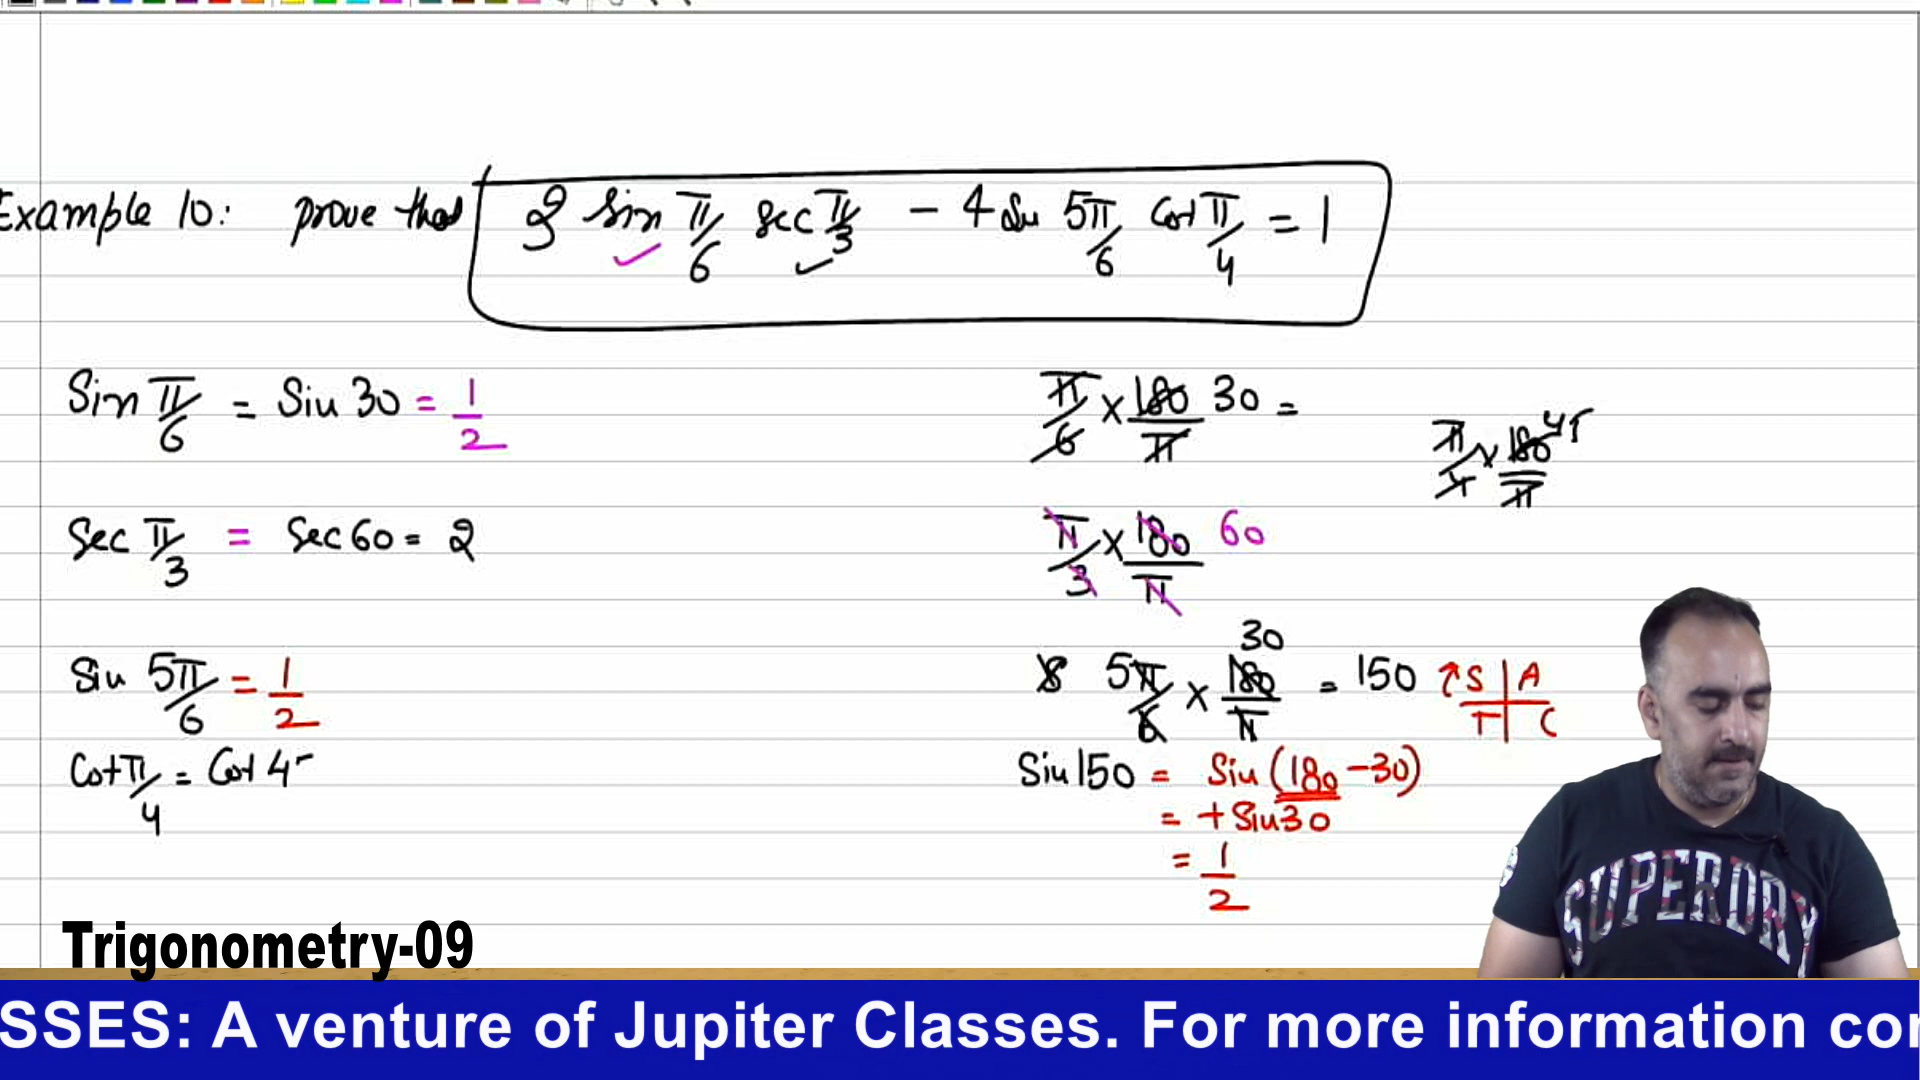 Example 10: prove that 3 sin π/6 sec π/3 - 4 sin 5π/6 cot π/4 = 1
Sin π/6 = Sin 30 = 1/2
π/6 × 180/π 30 =
π/4 × 180/π 45
Sec π/3 = Sec 60 = 2
π/3 × 180/π 60
Sin 5π/6 = 1/2
5π/6 × 180/π 30 = 150 ↑ S A
T C
Cot π/4 = Cot 45
Sin 150 = Sin (180 - 30)
= + Sin 30
= 1/2
Trigonometry-09
SSES: A venture of Jupiter Classes. For more information con
SUPERDRY